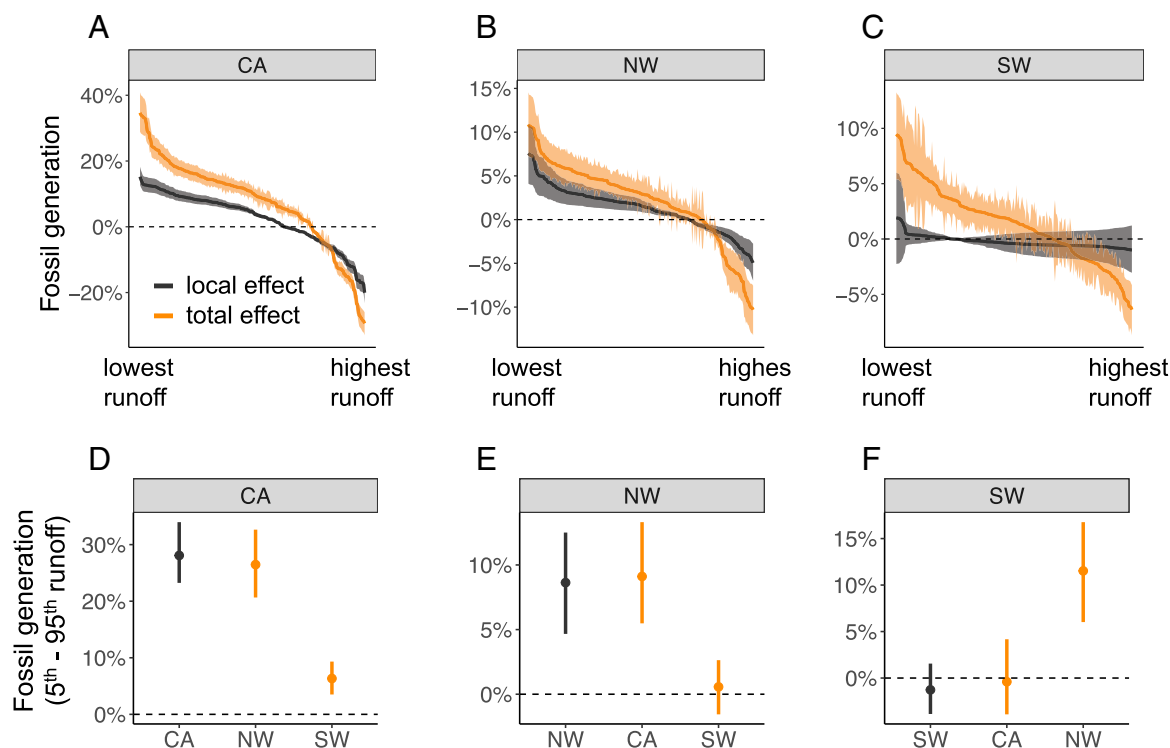 A
B
C
CA
NW
SW
Fossil generation
40%
20%
0%
−20%
local effect
total effect
15%
10%
5%
0%
−5%
−10%
10%
5%
0%
−5%
lowest runoff
highest runoff
lowest runoff
highes runoff
lowest runoff
highest runoff
D
E
F
CA
NW
SW
Fossil generation
(5th - 95th runoff)
30%
20%
10%
0%
10%
5%
0%
15%
10%
5%
0%
CA NW SW
NW CA SW
SW CA NW